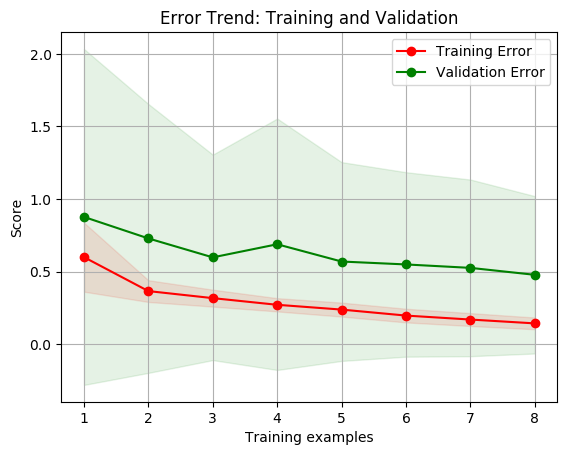 Error Trend: Training and Validation
Training Error
Validation Error
Score
2.0
1.5
1.0
0.5
0.0
1 2 3 4 5 6 7 8
Training examples